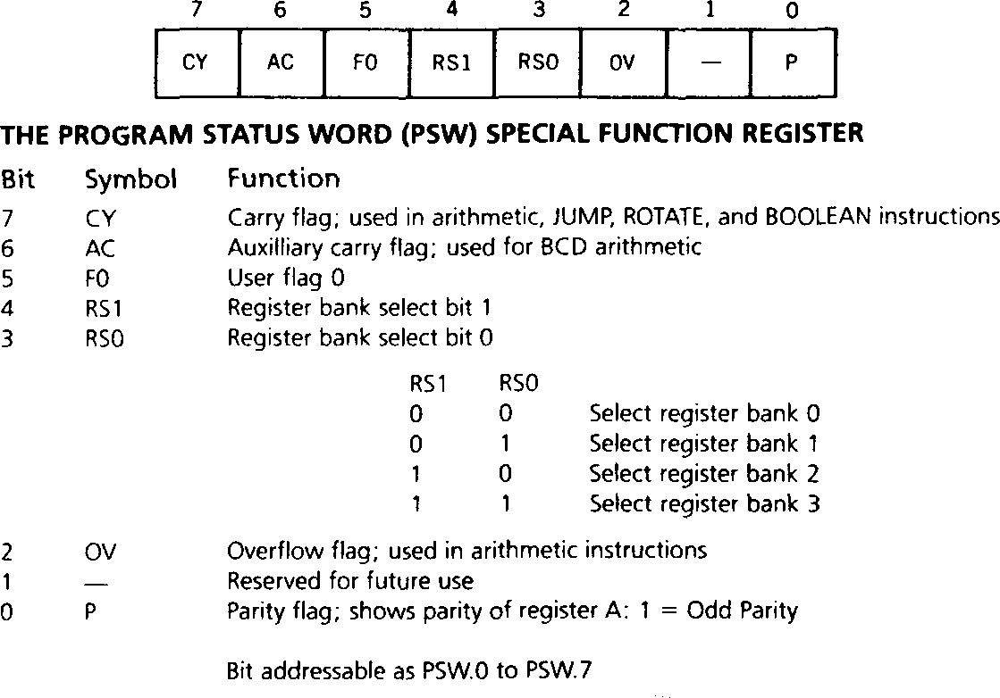 7 6 5 4 3 2 1 0
CY AC F0 RS1 RS0 OV — P
THE PROGRAM STATUS WORD (PSW) SPECIAL FUNCTION REGISTER
Bit Symbol Function
7 CY Carry flag; used in arithmetic, JUMP, ROTATE, and BOOLEAN instructions
6 AC Auxilliary carry flag; used for BCD arithmetic
5 F0 User flag 0
4 RS1 Register bank select bit 1
3 RS0 Register bank select bit 0
RS1 RS0
0 0 Select register bank 0
0 1 Select register bank 1
1 0 Select register bank 2
1 1 Select register bank 3
2 OV Overflow flag; used in arithmetic instructions
1 — Reserved for future use
0 P Parity flag; shows parity of register A: 1 = Odd Parity
Bit addressable as PSW.0 to PSW.7